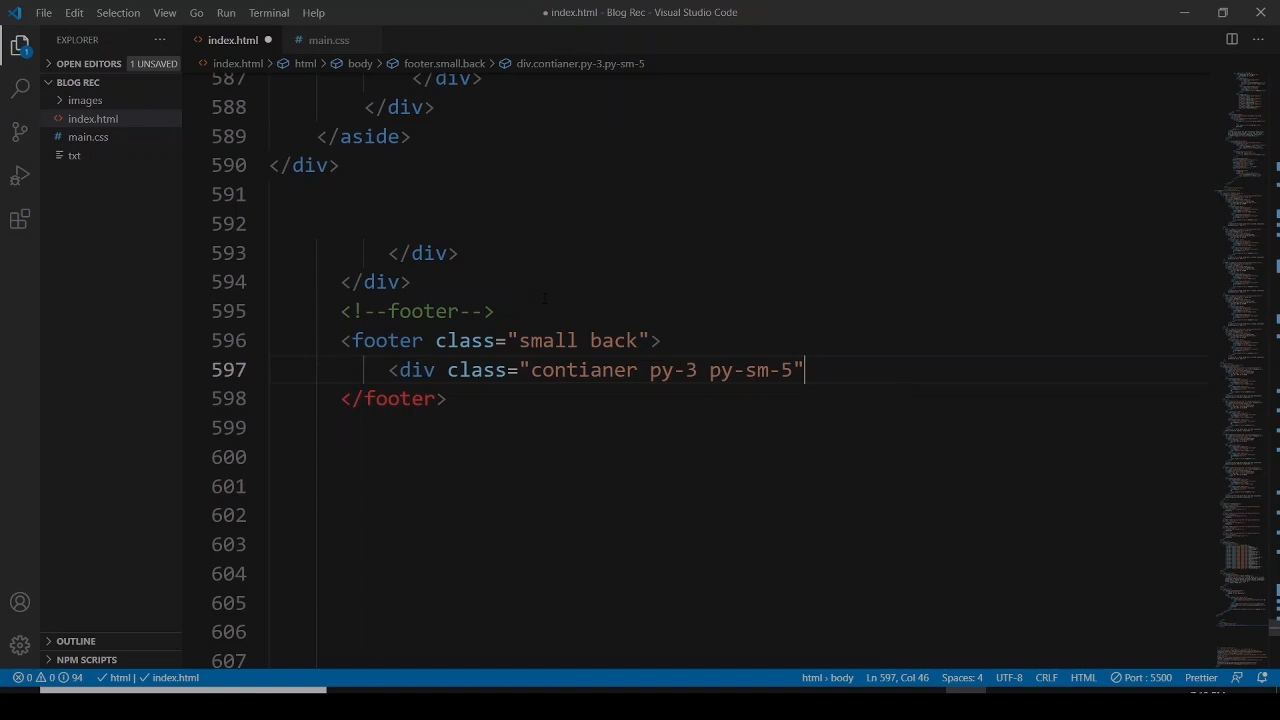 File Edit Selection View Go Run Terminal Help
● index.html - Blog Rec - Visual Studio Code
EXPLORER
index.html
main.css
OPEN EDITORS
1 UNSAVED
index.html > html > body > footer.small.back > div.contianer.py-3.py-sm-5
BLOG REC
images
index.html
main.css
txt
587 </div>
588 </div>
589 </aside>
590 </div>
591
592
593 </div>
594 </div>
595 <!--footer-->
596 <footer class="small back">
597 <div class="contianer py-3 py-sm-5"
598 </footer>
599
600
601
602
603
604
605
606
607
OUTLINE
NPM SCRIPTS
0 0 94 html | index.html html › body Ln 597, Col 46 Spaces: 4 UTF-8 CRLF HTML Port : 5500 Prettier